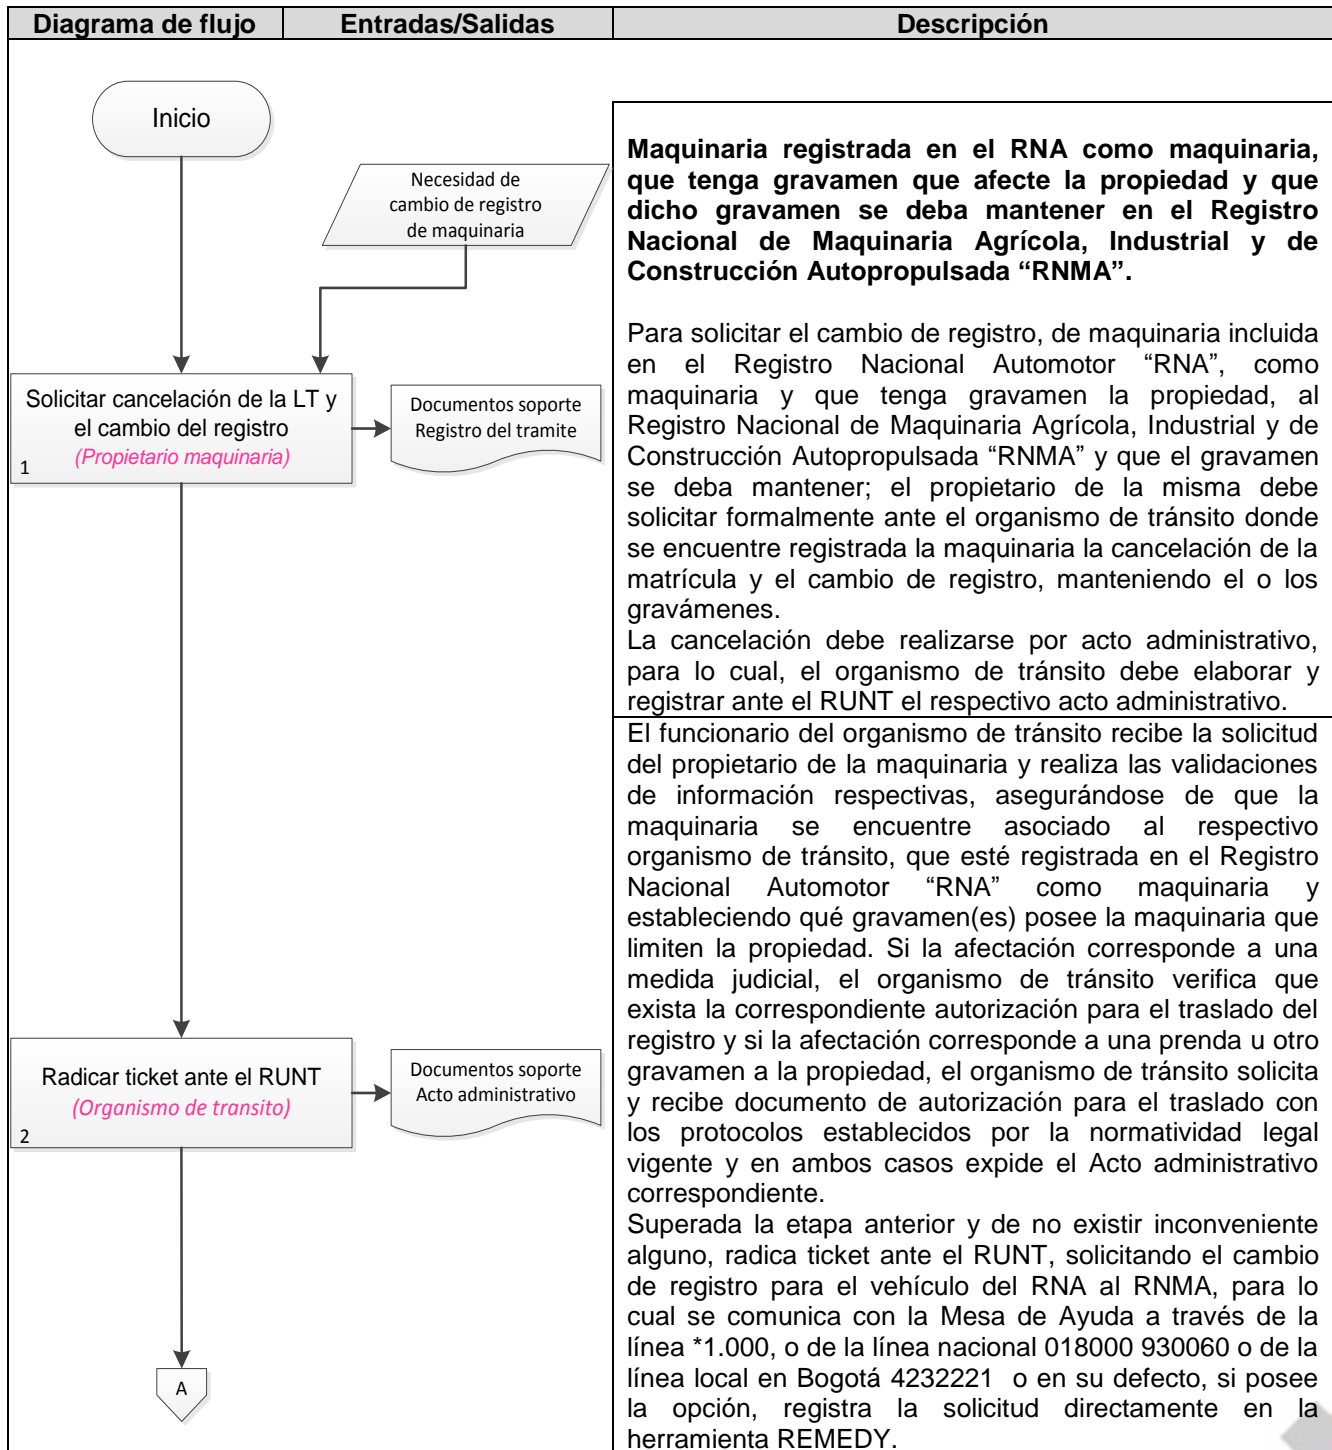 Diagrama de flujo
Entradas/Salidas
Descripción
Inicio
Necesidad de
cambio de registro
de maquinaria
Solicitar cancelación de la LT y
el cambio del registro
(Propietario maquinaria)
1
Documentos soporte
Registro del tramite
Maquinaria registrada en el RNA como maquinaria,
que tenga gravamen que afecte la propiedad y que
dicho gravamen se deba mantener en el Registro
Nacional de Maquinaria Agrícola, Industrial y de
Construcción Autopropulsada “RNMA”.
Para solicitar el cambio de registro, de maquinaria incluida
en el Registro Nacional Automotor “RNA”, como
maquinaria y que tenga gravamen la propiedad, al
Registro Nacional de Maquinaria Agrícola, Industrial y de
Construcción Autopropulsada “RNMA” y que el gravamen
se deba mantener; el propietario de la misma debe
solicitar formalmente ante el organismo de tránsito donde
se encuentre registrada la maquinaria la cancelación de la
matrícula y el cambio de registro, manteniendo el o los
gravámenes.
La cancelación debe realizarse por acto administrativo,
para lo cual, el organismo de tránsito debe elaborar y
registrar ante el RUNT el respectivo acto administrativo.
Radicar ticket ante el RUNT
(Organismo de transito)
2
Documentos soporte
Acto administrativo
A
El funcionario del organismo de tránsito recibe la solicitud
del propietario de la maquinaria y realiza las validaciones
de información respectivas, asegurándose de que la
maquinaria se encuentre asociado al respectivo
organismo de tránsito, que esté registrada en el Registro
Nacional Automotor “RNA” como maquinaria y
estableciendo qué gravamen(es) posee la maquinaria que
limiten la propiedad. Si la afectación corresponde a una
medida judicial, el organismo de tránsito verifica que
exista la correspondiente autorización para el traslado del
registro y si la afectación corresponde a una prenda u otro
gravamen a la propiedad, el organismo de tránsito solicita
y recibe documento de autorización para el traslado con
los protocolos establecidos por la normatividad legal
vigente y en ambos casos expide el Acto administrativo
correspondiente.
Superada la etapa anterior y de no existir inconveniente
alguno, radica ticket ante el RUNT, solicitando el cambio
de registro para el vehículo del RNA al RNMA, para lo
cual se comunica con la Mesa de Ayuda a través de la
línea *1.000, o de la línea nacional 018000 930060 o de la
línea local en Bogotá 4232221 o en su defecto, si posee
la opción, registra la solicitud directamente en la
herramienta REMEDY.